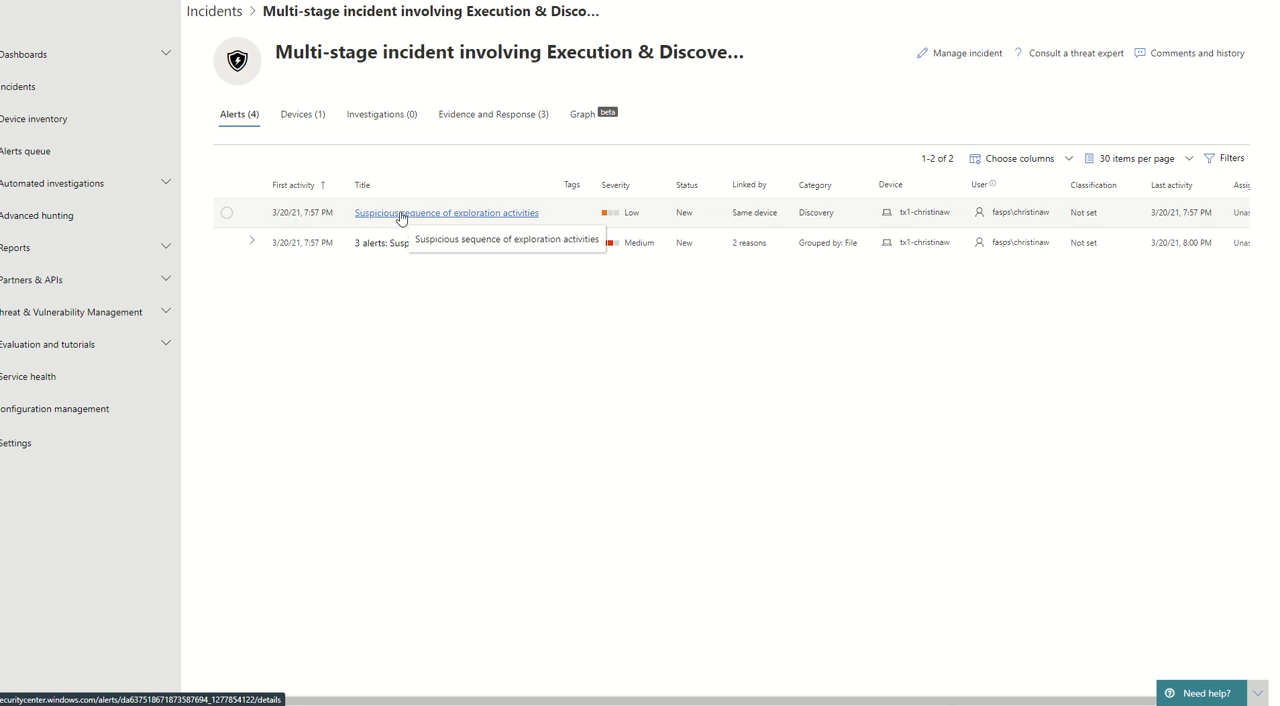 Incidents > Multi-stage incident involving Execution & Disco...
Multi-stage incident involving Execution & Discove...
Manage incident
? Consult a threat expert
Comments and history
Dashboards
ncidents
Device inventory
Alerts queue
Automated investigations
Advanced hunting
Reports
Partners & APIs
hreat & Vulnerability Management
Evaluation and tutorials
Service health
onfiguration management
Settings
Alerts (4) Devices (1) Investigations (0) Evidence and Response (3) Graph beta
1-2 of 2 Choose columns 30 items per page Filters
First activity ↑ Title Tags Severity Status Linked by Category Device User Classification Last activity Assig
3/20/21, 7:57 PM Suspicious sequence of exploration activities Low New Same device Discovery tx1-christinaw fasps\christinaw Not set 3/20/21, 7:57 PM Unas
3/20/21, 7:57 PM 3 alerts: Susp Medium New 2 reasons Grouped by: File tx1-christinaw fasps\christinaw Not set 3/20/21, 8:00 PM Unas
Suspicious sequence of exploration activities
ecuritycenter.windows.com/alerts/da637518671873587694_1277854122/details
Need help?